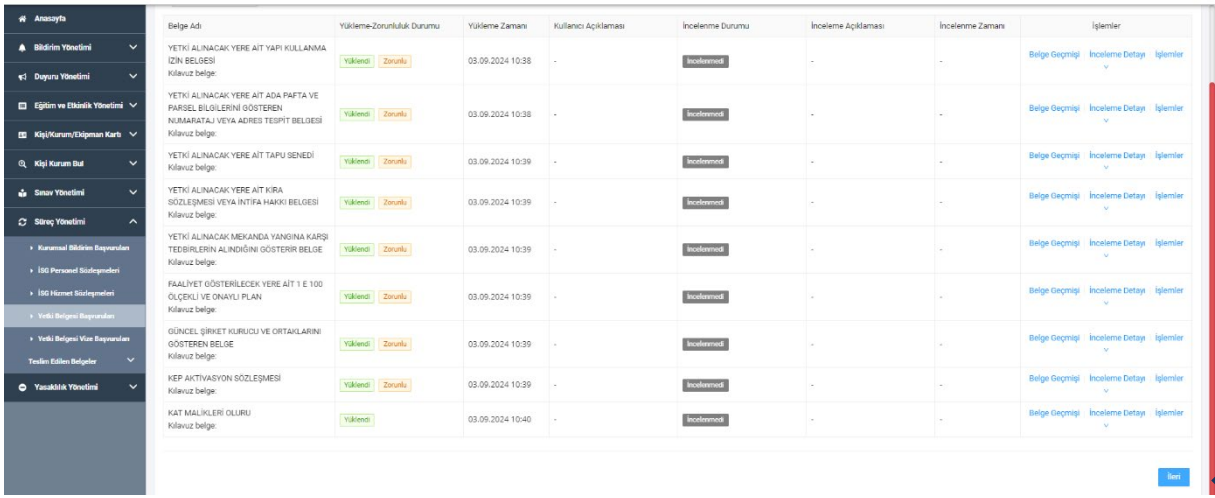 Anasayfa
Bildirim Yönetimi
Duyuru Yönetimi
Eğitim ve Etkinlik Yönetimi
Kişi/Kurum/Ekipman Kartı
Kişi Kurum Bul
Sınav Yönetimi
Süreç Yönetimi
Kurumsal Bildirim Başvuruları
İSG Personel Sözleşmeleri
İSG Hizmet Sözleşmeleri
Yetki Belgesi Başvuruları
Yetki Belgesi Vize Başvuruları
Teslim Edilen Belgeler
Yasaklılık Yönetimi
Belge Adı Yükleme-Zorunluluk Durumu Yükleme Zamanı Kullanıcı Açıklaması İncelenme Durumu İnceleme Açıklaması İncelenme Zamanı İşlemler
YETKİ ALINACAK YERE AİT YAPI KULLANMA
İZİN BELGESİ
Kılavuz belge:
Yüklendi Zorunlu 03.09.2024 10:38 - İncelenmedi - - Belge Geçmişi İnceleme Detayı İşlemler
YETKİ ALINACAK YERE AİT ADA PAFTA VE
PARSEL BİLGİLERİNİ GÖSTEREN
NUMARATAJ VEYA ADRES TESPİT BELGESİ
Kılavuz belge:
Yüklendi Zorunlu 03.09.2024 10:38 - İncelenmedi - - Belge Geçmişi İnceleme Detayı İşlemler
YETKİ ALINACAK YERE AİT TAPU SENEDİ
Kılavuz belge:
Yüklendi Zorunlu 03.09.2024 10:39 - İncelenmedi - - Belge Geçmişi İnceleme Detayı İşlemler
YETKİ ALINACAK YERE AİT KİRA
SÖZLEŞMESİ VEYA İNTİFA HAKKI BELGESİ
Kılavuz belge:
Yüklendi Zorunlu 03.09.2024 10:39 - İncelenmedi - - Belge Geçmişi İnceleme Detayı İşlemler
YETKİ ALINACAK MEKANDA YANGINA KARŞI
TEDBİRLERİN ALINDIĞINI GÖSTERİR BELGE
Kılavuz belge:
Yüklendi Zorunlu 03.09.2024 10:39 - İncelenmedi - - Belge Geçmişi İnceleme Detayı İşlemler
FAALİYET GÖSTERİLECEK YERE AİT 1 E 100
ÖLÇEKLİ VE ONAYLI PLAN
Kılavuz belge:
Yüklendi Zorunlu 03.09.2024 10:39 - İncelenmedi - - Belge Geçmişi İnceleme Detayı İşlemler
GÜNCEL ŞİRKET KURUCU VE ORTAKLARINI
GÖSTEREN BELGE
Kılavuz belge:
Yüklendi Zorunlu 03.09.2024 10:39 - İncelenmedi - - Belge Geçmişi İnceleme Detayı İşlemler
KEP AKTİVASYON SÖZLEŞMESİ
Kılavuz belge:
Yüklendi Zorunlu 03.09.2024 10:39 - İncelenmedi - - Belge Geçmişi İnceleme Detayı İşlemler
KAT MALİKLERİ OLURU
Kılavuz belge:
Yüklendi 03.09.2024 10:40 - İncelenmedi - - Belge Geçmişi İnceleme Detayı İşlemler
İleri